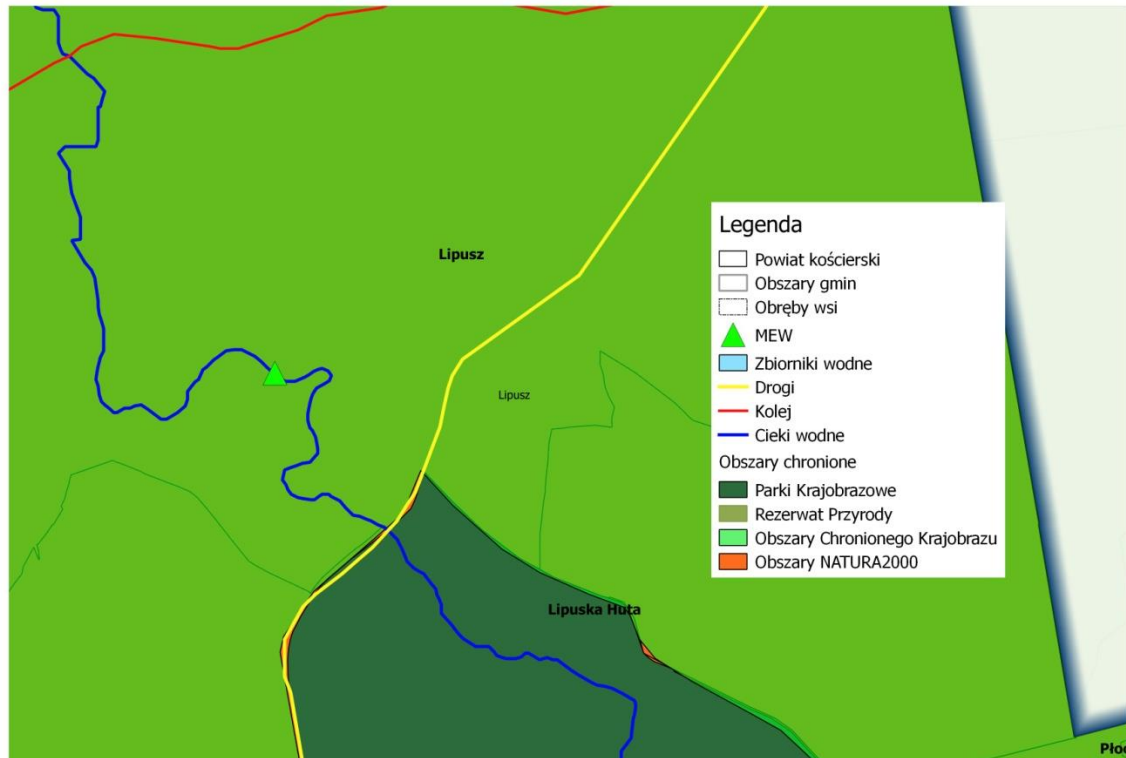 Lipusz
Legenda
Powiat kościerski
Obszary gmin
Obręby wsi
MEW
Zbiorniki wodne
Drogi
Kolej
Cieki wodne
Obszary chronione
Parki Krajobrazowe
Rezerwat Przyrody
Obszary Chronionego Krajobrazu
Obszary NATURA2000
Lipusz
Lipuska Huta